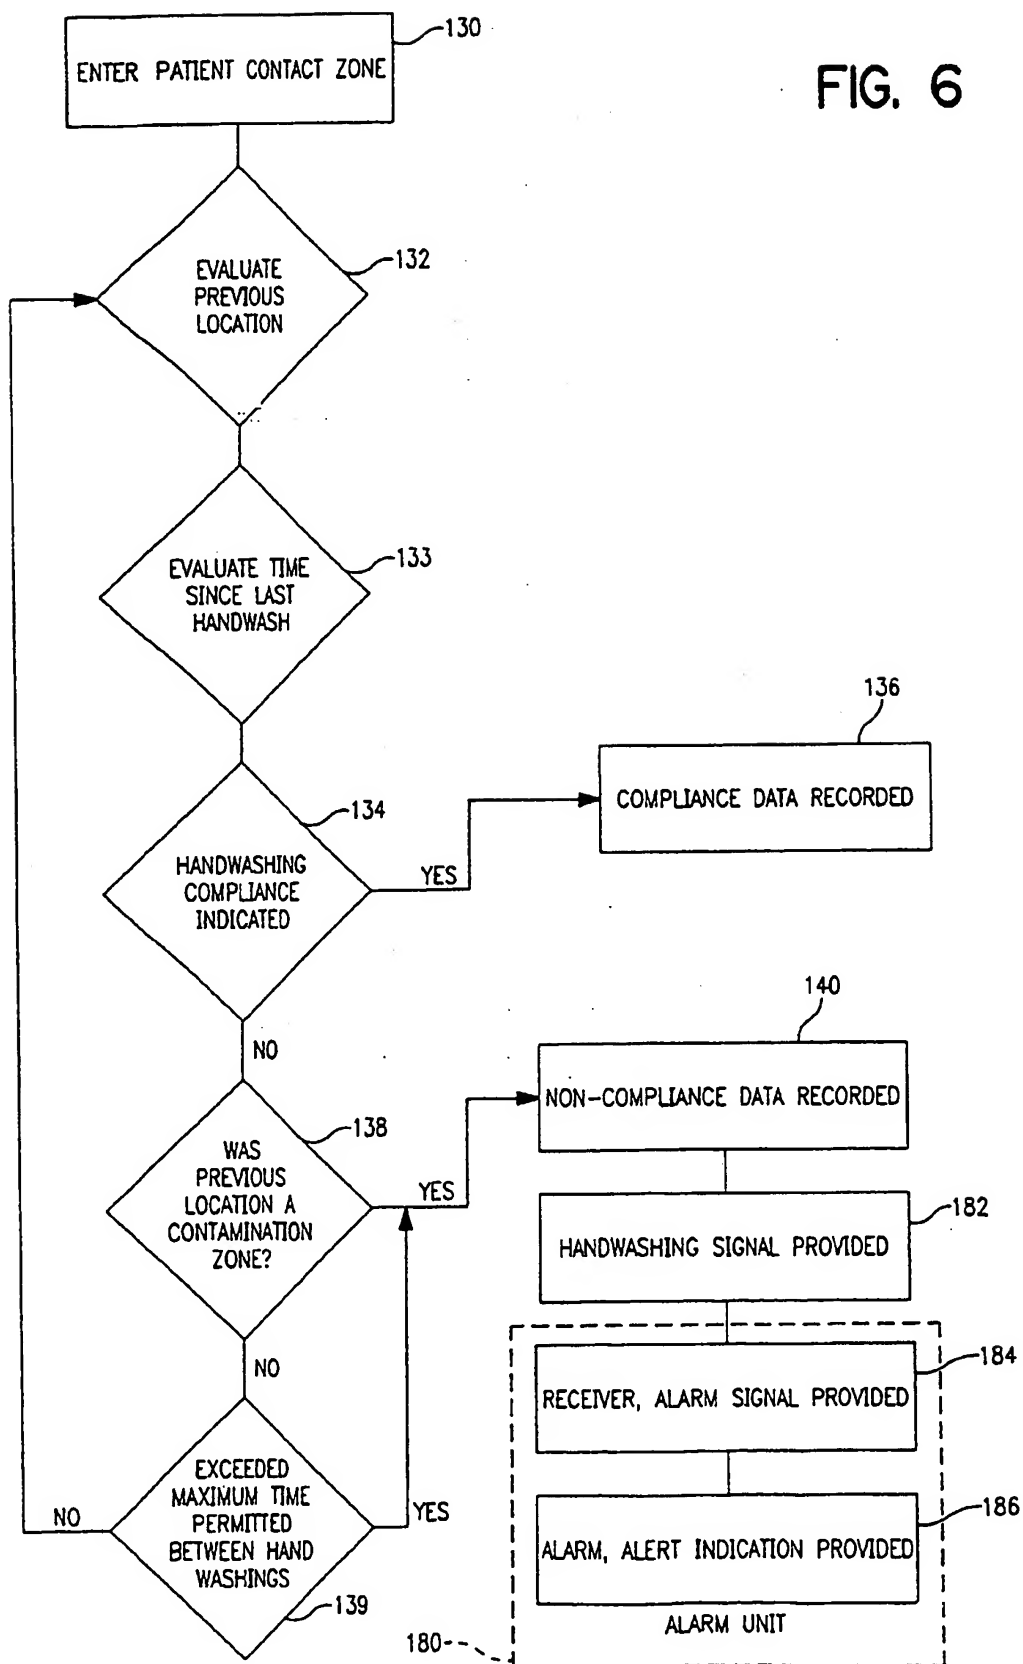 130
ENTER PATIENT CONTACT ZONE
FIG. 6
132
EVALUATE
PREVIOUS
LOCATION
133
EVALUATE TIME
SINCE LAST
HANDWASH
136
COMPLIANCE DATA RECORDED
134
HANDWASHING
COMPLIANCE
INDICATED
YES
NO
140
NON-COMPLIANCE DATA RECORDED
138
WAS
PREVIOUS
LOCATION A
CONTAMINATION
ZONE?
YES
NO
182
HANDWASHING SIGNAL PROVIDED
184
RECEIVER, ALARM SIGNAL PROVIDED
EXCEEDED
MAXIMUM TIME
PERMITTED
BETWEEN HAND
WASHINGS
YES
NO
139
186
ALARM, ALERT INDICATION PROVIDED
ALARM UNIT
180